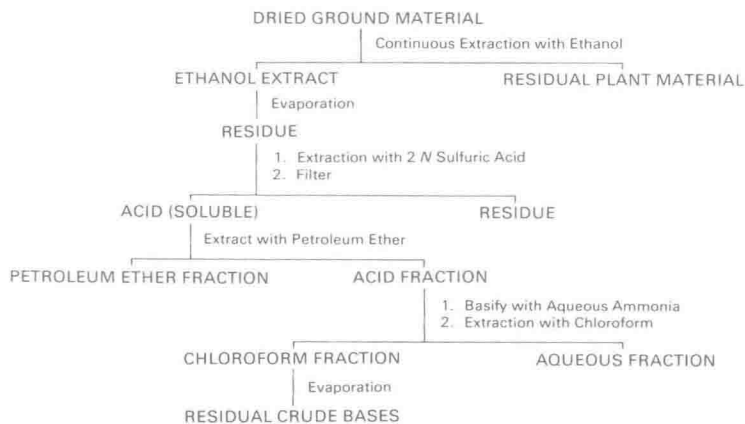 DRIED GROUND MATERIAL
Continuous Extraction with Ethanol
ETHANOL EXTRACT
RESIDUAL PLANT MATERIAL
Evaporation
RESIDUE
1. Extraction with 2 N Sulfuric Acid
2. Filter
ACID (SOLUBLE)
RESIDUE
Extract with Petroleum Ether
PETROLEUM ETHER FRACTION
ACID FRACTION
1. Basify with Aqueous Ammonia
2. Extraction with Chloroform
CHLOROFORM FRACTION
AQUEOUS FRACTION
Evaporation
RESIDUAL CRUDE BASES